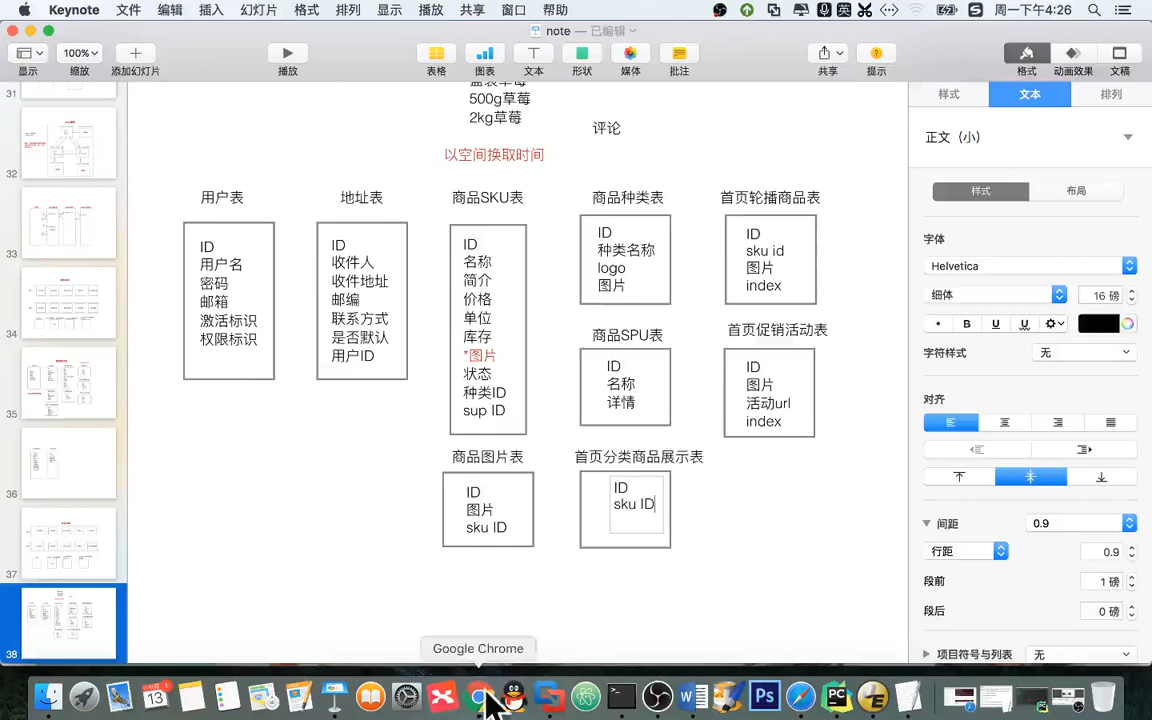 Keynote 文件 编辑 插入 幻灯片 格式 排列 显示 播放 共享 窗口 帮助 英 周一下午4:26
note — 已编辑
100%
显示 缩放 添加幻灯片 播放 表格 图表 文本 形状 媒体 批注 共享 提示 格式 动画效果 文稿
31
32
33
34
35
36
37
38
500g草莓
2kg草莓
评论
以空间换取时间
用户表
ID
用户名
密码
邮箱
激活标识
权限标识
地址表
ID
收件人
收件地址
邮编
联系方式
是否默认
用户ID
商品SKU表
ID
名称
简介
价格
单位
库存
*图片
状态
种类ID
sup ID
商品种类表
ID
种类名称
logo
图片
首页轮播商品表
ID
sku id
图片
index
商品SPU表
ID
名称
详情
首页促销活动表
ID
图片
活动url
index
商品图片表
ID
图片
sku ID
首页分类商品展示表
ID
sku ID
样式 文本 排列
正文（小）
样式 布局
字体
Helvetica
细体 16 磅
B U U
字符样式 无
对齐
间距 0.9
行距 0.9
段前 1 磅
段后 0 磅
项目符号与列表 无
Google Chrome
13
Ps
PC